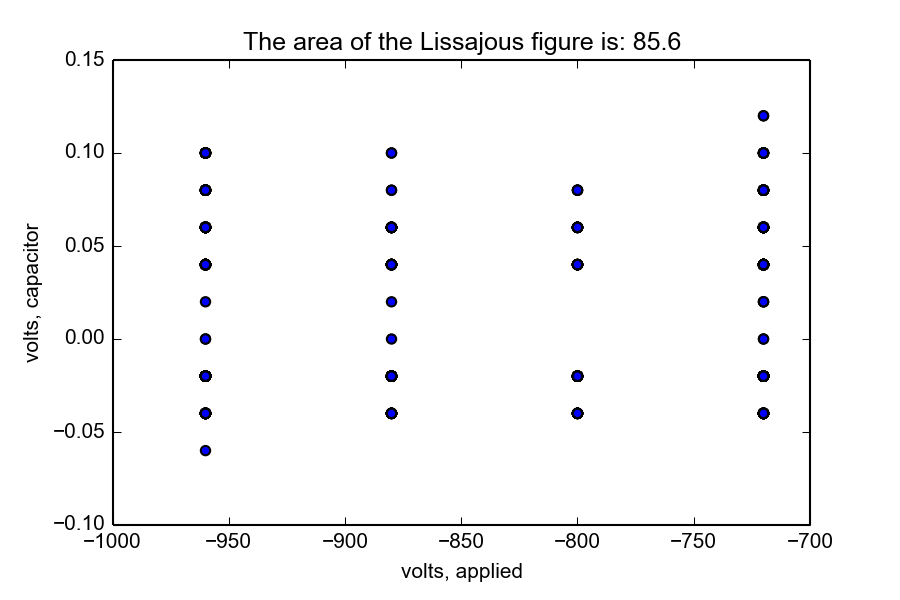 The area of the Lissajous figure is: 85.6
0.15
0.10
0.05
0.00
−0.05
−0.10
−1000 −950 −900 −850 −800 −750 −700
volts, capacitor
volts, applied